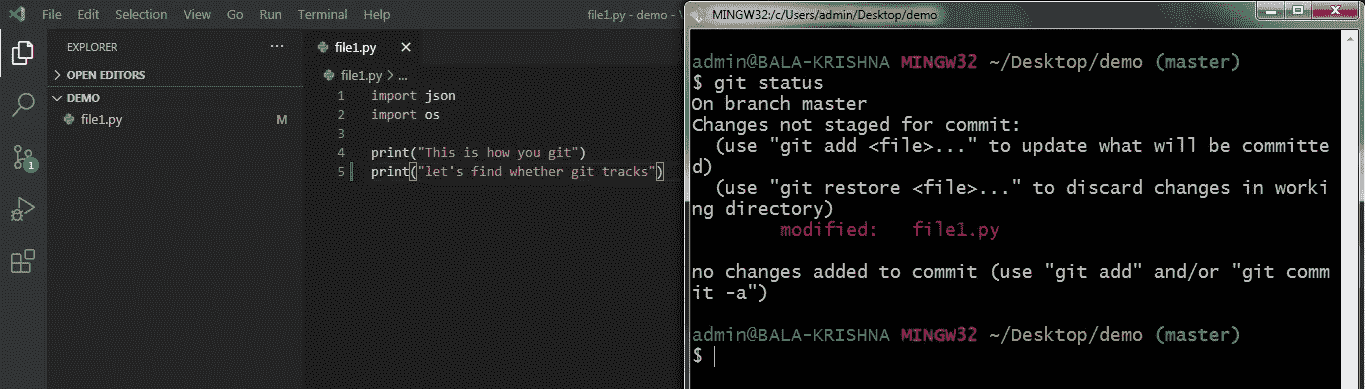 File Edit Selection View Go Run Terminal Help
file1.py - demo - V
EXPLORER
OPEN EDITORS
DEMO
file1.py M
1
file1.py
file1.py > ...
1 import json
2 import os
3
4 print("This is how you git")
5 print("let's find whether git tracks")
MINGW32:/c/Users/admin/Desktop/demo
admin@BALA-KRISHNA MINGW32 ~/Desktop/demo (master)
$ git status
On branch master
Changes not staged for commit:
(use "git add <file>..." to update what will be committe
d)
(use "git restore <file>..." to discard changes in worki
ng directory)
modified: file1.py
no changes added to commit (use "git add" and/or "git comm
it -a")
admin@BALA-KRISHNA MINGW32 ~/Desktop/demo (master)
$